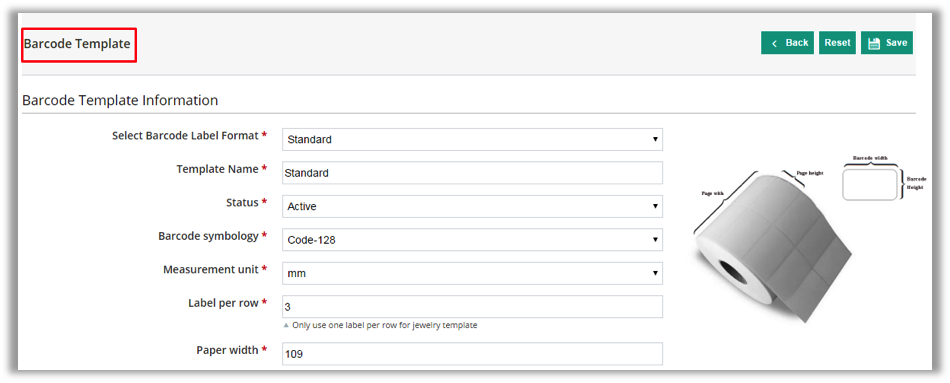 Barcode Template
Back Reset Save
Barcode Template Information
Select Barcode Label Format * Standard
Template Name * Standard
Status * Active
Barcode symbology * Code-128
Measurement unit * mm
Label per row * 3
Only use one label per row for jewelry template
Paper width * 109
Barcode width
Page height
Barcode
Height
Page with